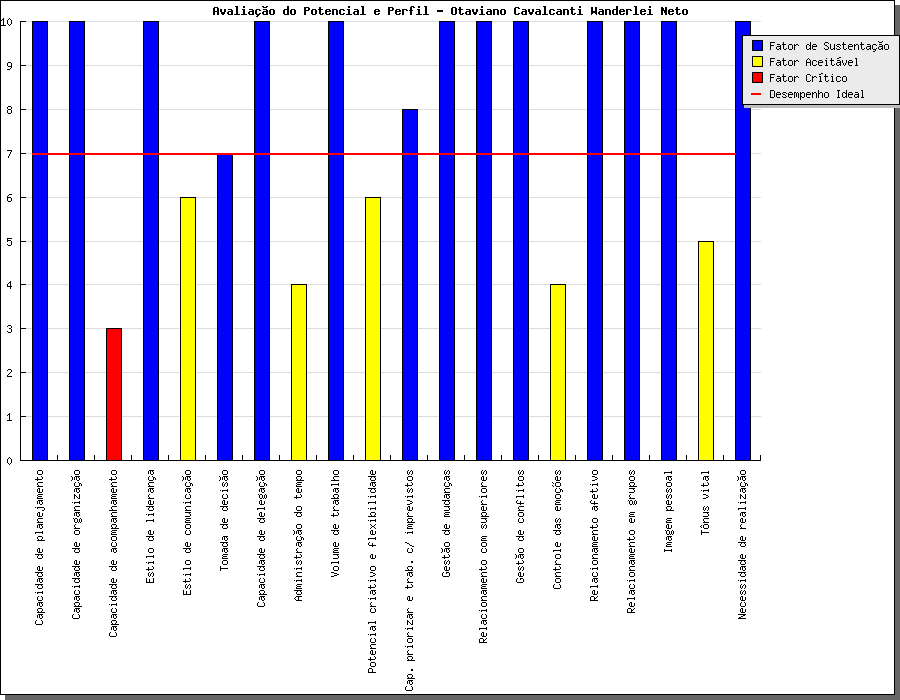 Avaliação do Potencial e Perfil - Otaviano Cavalcanti Wanderlei Neto
10
9
8
7
6
5
4
3
2
1
0
Fator de Sustentação
Fator Aceitável
Fator Crítico
Desempenho Ideal
Capacidade de planejamento
Capacidade de organização
Capacidade de acompanhamento
Estilo de liderança
Estilo de comunicação
Tomada de decisão
Capacidade de delegação
Administração do tempo
Volume de trabalho
Potencial criativo e flexibilidade
Cap. priorizar e trab. c/ imprevistos
Gestão de mudanças
Relacionamento com superiores
Gestão de conflitos
Controle das emoções
Relacionamento afetivo
Relacionamento em grupos
Imagem pessoal
Tônus vital
Necessidade de realização